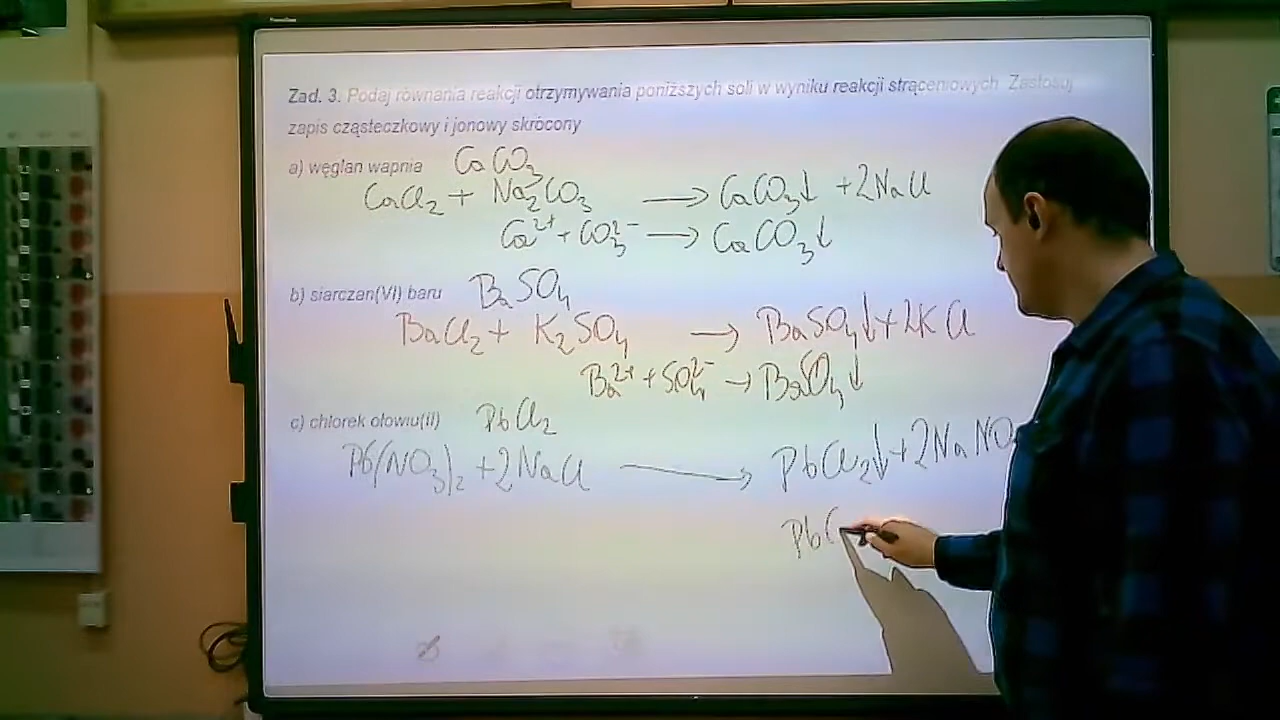 Zad. 3. Podaj równania reakcji otrzymywania poniższych soli w wyniku reakcji strąceniowych. Zastosuj
zapis cząsteczkowy i jonowy skrócony
a) węglan wapnia CaCO₃
CaCl₂ + Na₂CO₃ → CaCO₃↓ + 2NaCl
Ca²⁺ + CO₃²⁻ → CaCO₃↓
b) siarczan(VI) baru BaSO₄
BaCl₂ + K₂SO₄ → BaSO₄↓ + 2KCl
Ba²⁺ + SO₄²⁻ → BaSO₄↓
c) chlorek ołowiu(II) PbCl₂
Pb(NO₃)₂ + 2NaCl → PbCl₂↓ + 2NaNO
PbC